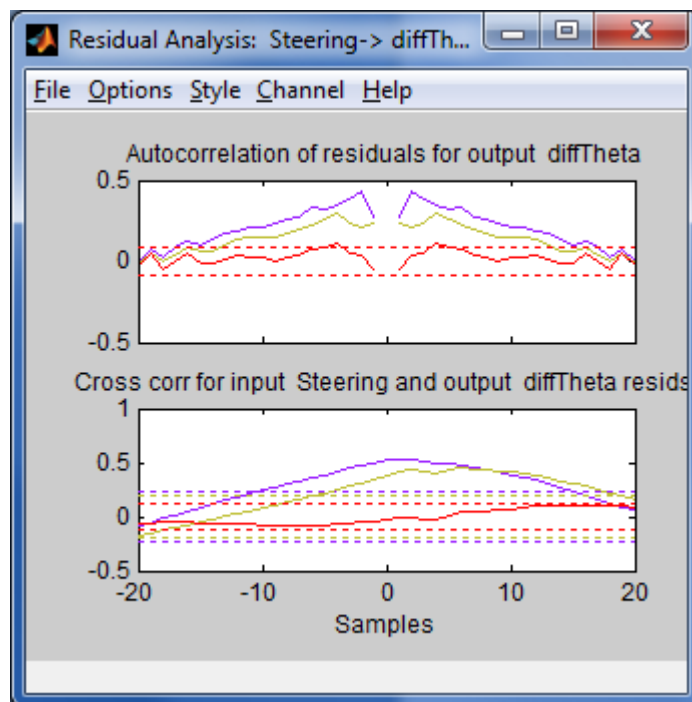 Residual Analysis: Steering-> diffTh...
File Options Style Channel Help
Autocorrelation of residuals for output diffTheta
0.5
0
-0.5
Cross corr for input Steering and output diffTheta resids
1
0.5
0
-0.5
-20 -10 0 10 20
Samples